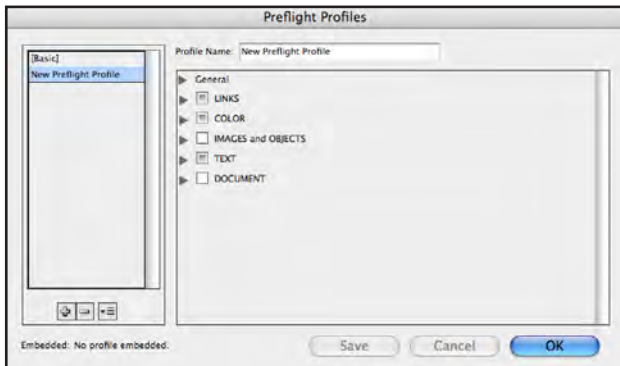 Preflight Profiles
[Basic]
New Preflight Profile
Profile Name: New Preflight Profile
General
LINKS
COLOR
IMAGES and OBJECTS
TEXT
DOCUMENT
Embedded: No profile embedded.
Save
Cancel
OK